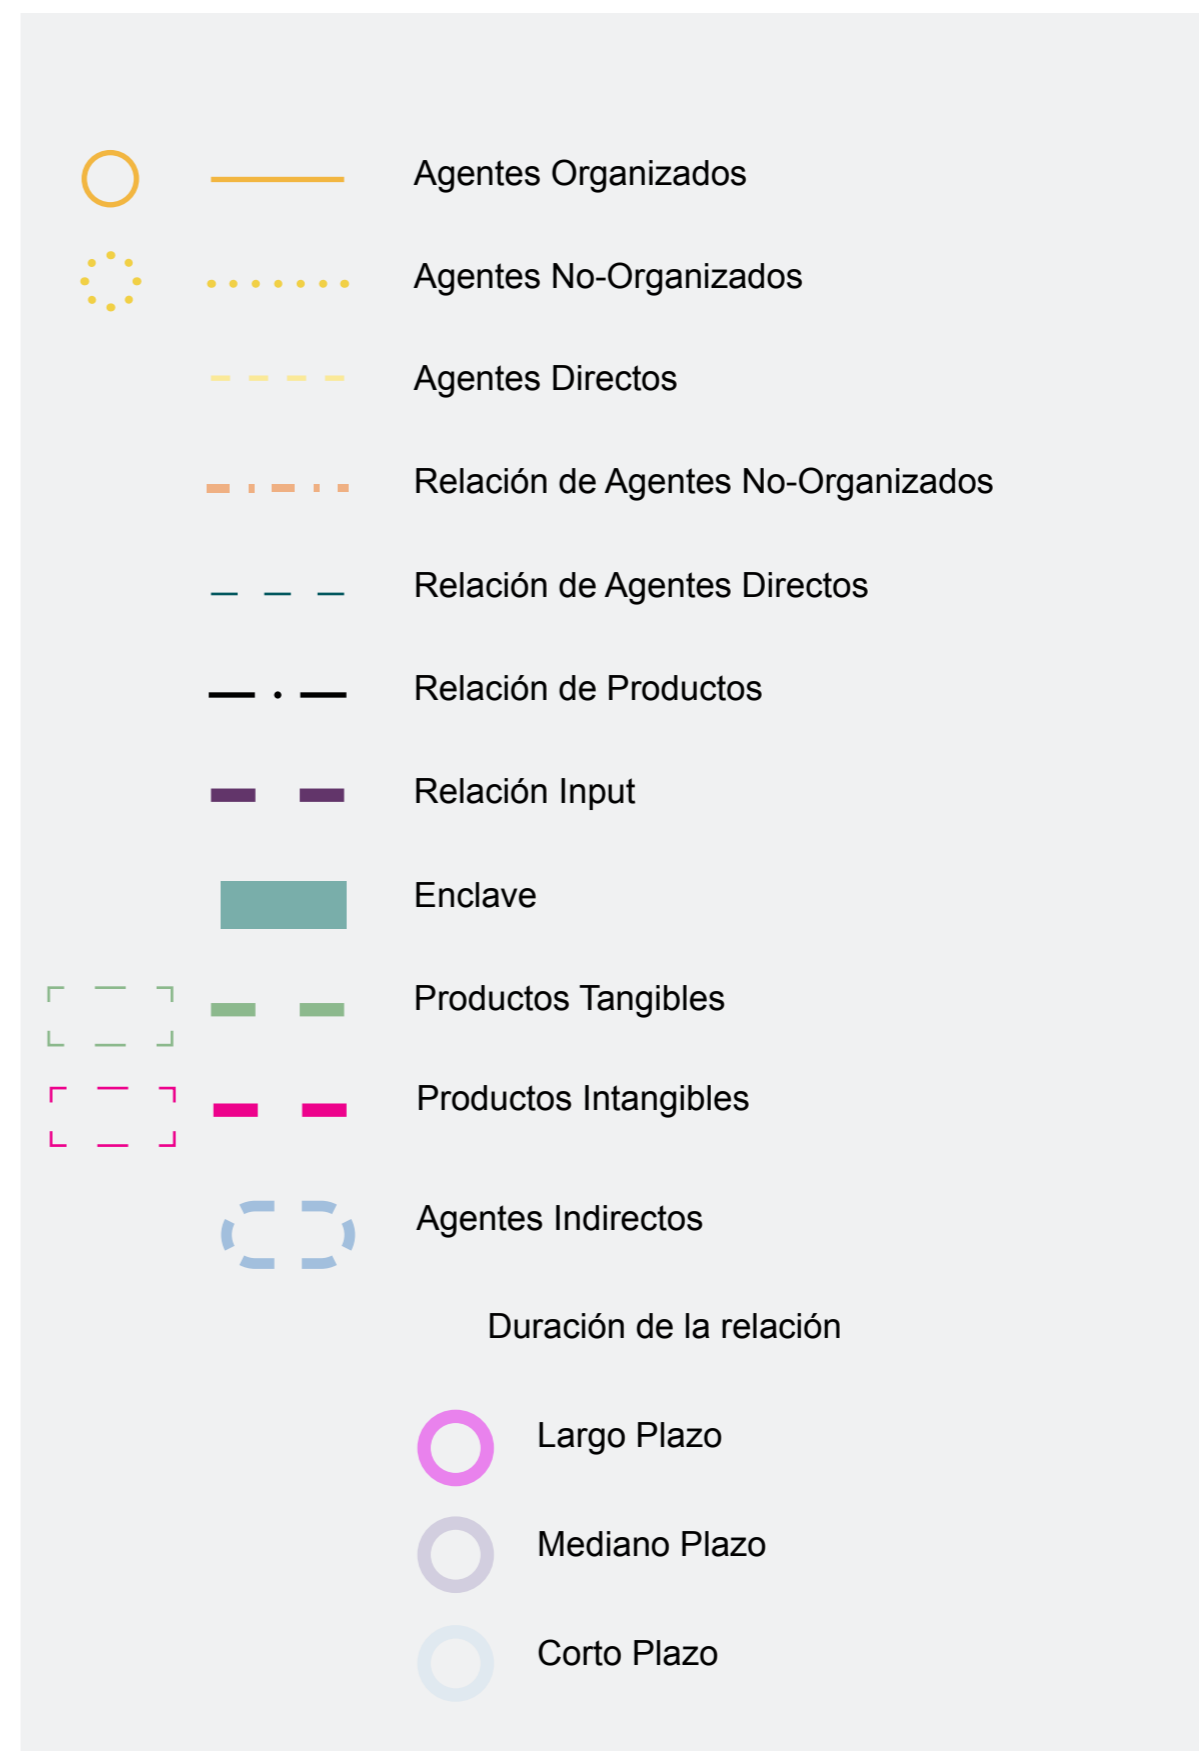 Agentes Organizados
Agentes No-Organizados
Agentes Directos
Relación de Agentes No-Organizados
Relación de Agentes Directos
Relación de Productos
Relación Input
Enclave
Productos Tangibles
Productos Intangibles
Agentes Indirectos
Duración de la relación
Largo Plazo
Mediano Plazo
Corto Plazo